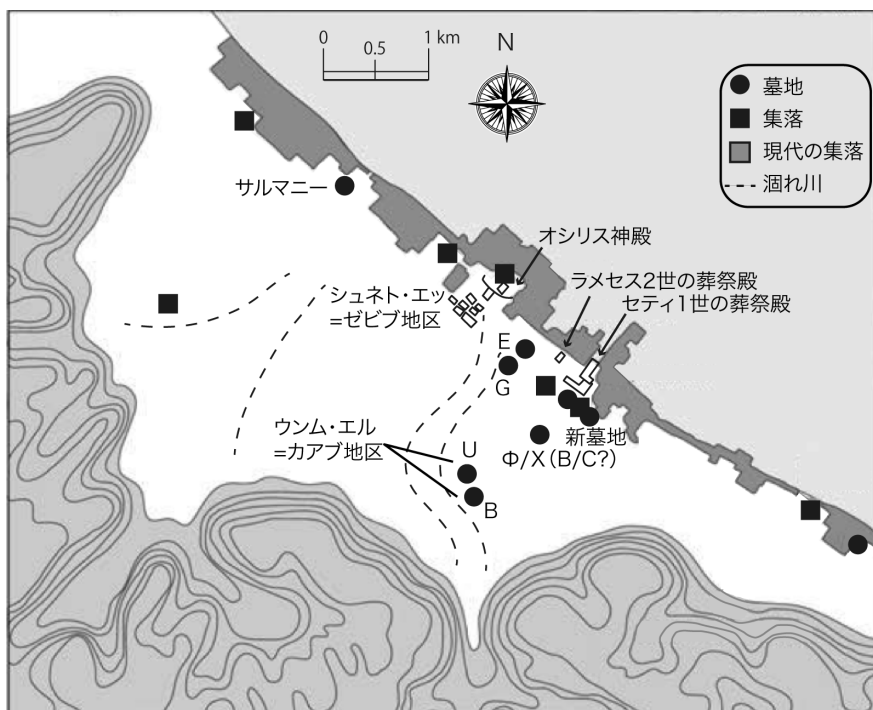 0
1 km
0.5
N
墓地
集落
現代の集落
涸れ川
サルマニー
オシリス神殿
ラメセス2世の葬祭殿
セティ1世の葬祭殿
シュネト・エッ
=ゼビブ地区
E
G
ウンム・エル
=カアブ地区
U
B
新墓地
Φ/X(B/C?)